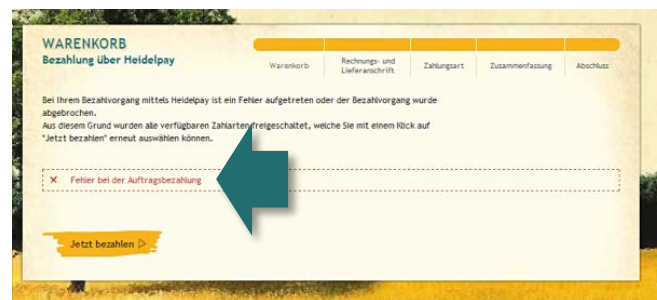 WARENKORB
Bezahlung über Heidelpay
Warenkorb
Rechnungs- und
Lieferanschrift
Zahlungsart
Zusammenfassung
Abschluss
Bei Ihrem Bezahlvorgang mittels Heidelpay ist ein Fehler aufgetreten oder der Bezahlvorgang wurde
abgebrochen.
Aus diesem Grund wurden alle verfügbaren Zahlarten freigeschaltet, welche Sie mit einem Klick auf
"Jetzt bezahlen" erneut auswählen können.
Fehler bei der Auftragsbezahlung
Jetzt bezahlen